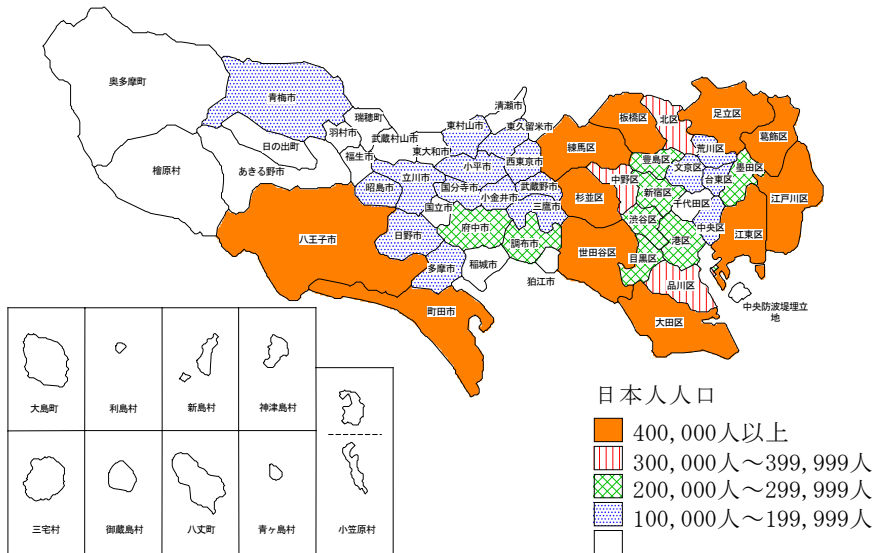 奥多摩町
青梅市
檜原村
日の出町
あきる野市
瑞穂町
羽村市
福生市
武蔵村山市
東大和市
東村山市
清瀬市
東久留米市
西東京市
小平市
立川市
昭島市
国分寺市
小金井市
武蔵野市
三鷹市
国立市
府中市
調布市
日野市
八王子市
多摩市
稲城市
狛江市
町田市
練馬区
板橋区
北区
足立区
葛飾区
荒川区
豊島区
文京区
台東区
墨田区
中野区
杉並区
新宿区
千代田区
江戸川区
渋谷区
中央区
江東区
港区
世田谷区
目黒区
品川区
大田区
中央防波堤埋立
地
大島町
利島村
新島村
神津島村
三宅村
御蔵島村
八丈町
青ヶ島村
小笠原村
日本人人口
400,000人以上
300,000人～399,999人
200,000人～299,999人
100,000人～199,999人